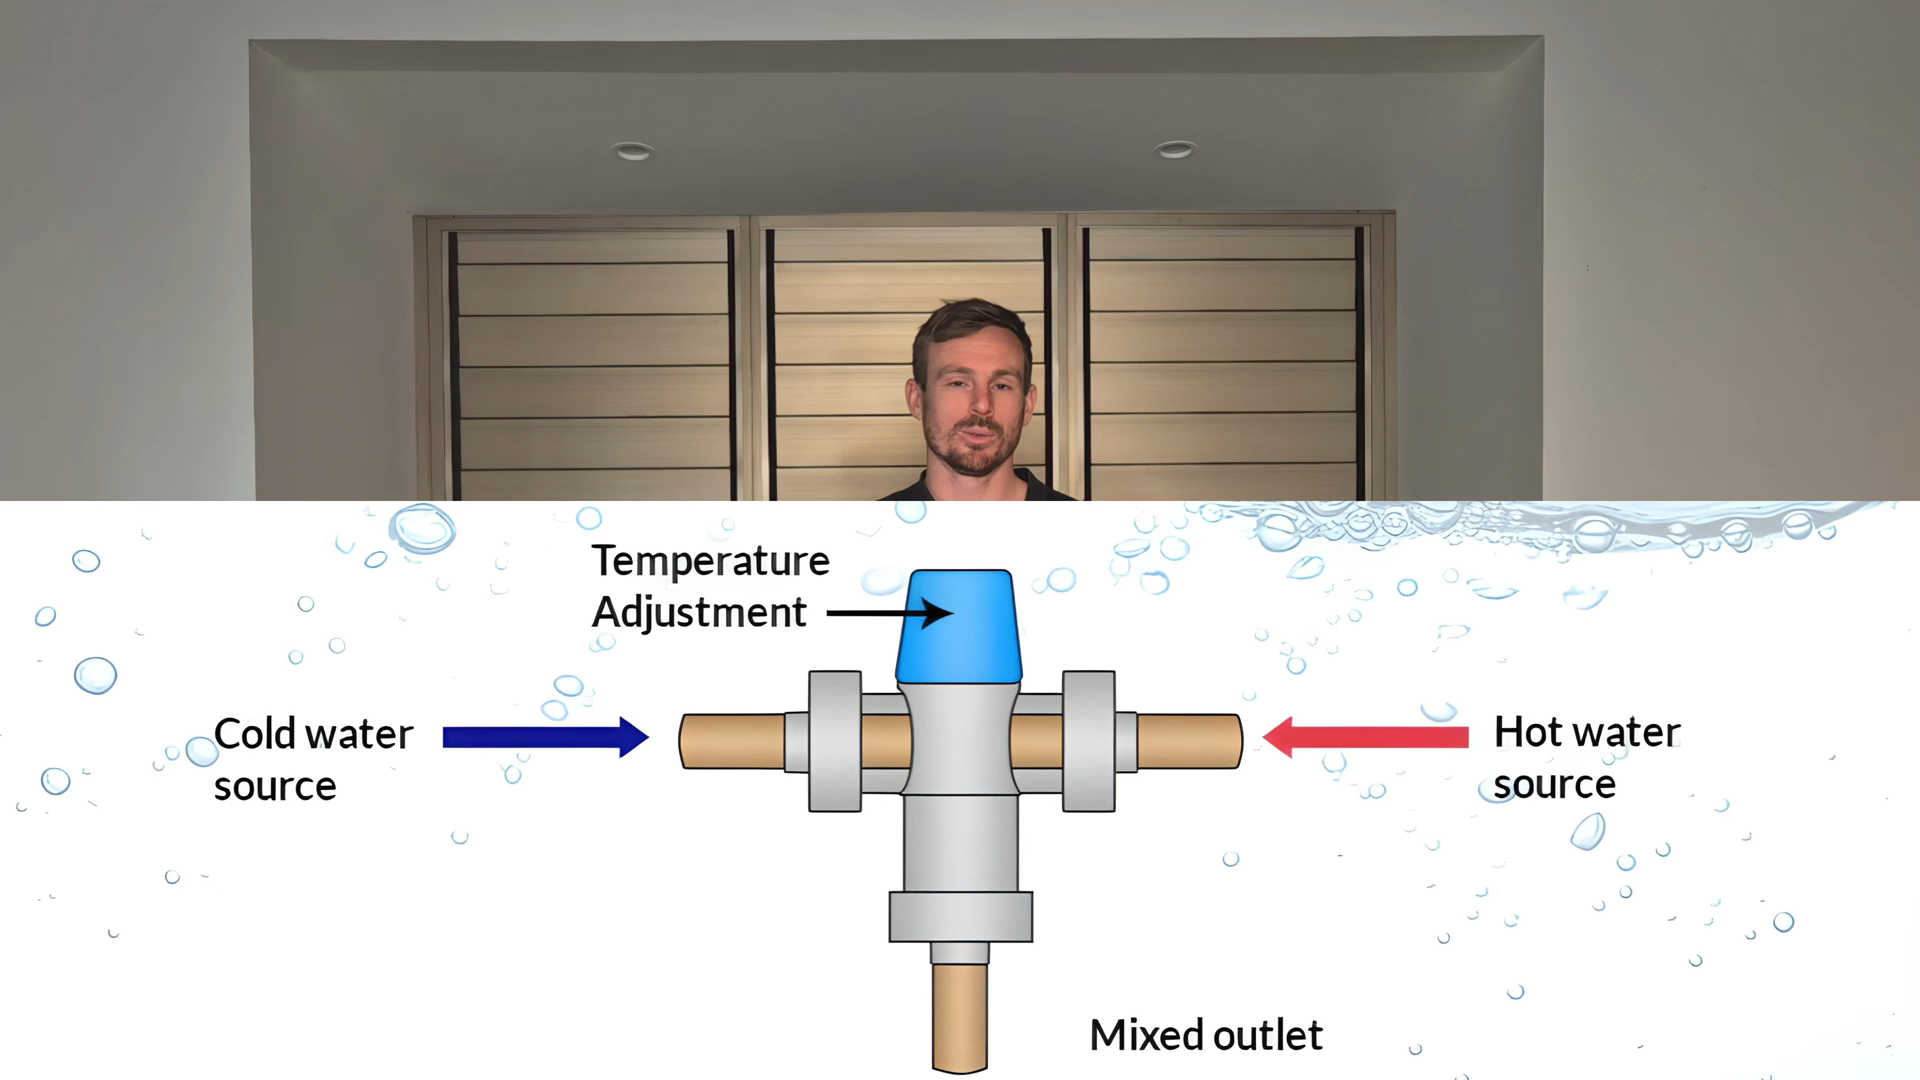 Temperature
Adjustment
Cold water
source
Hot water
source
Mixed outlet